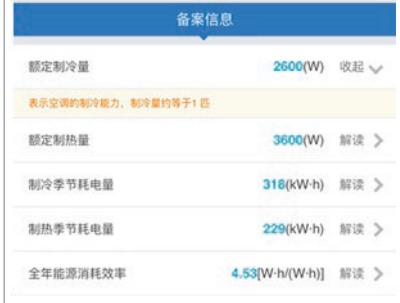 备案信息
额定制冷量 2600(W) 收起
表示空调的制冷能力，制冷量约等于1 匹
额定制热量 3600(W) 解读
制冷季节耗电量 318(kW·h) 解读
制热季节耗电量 229(kW·h) 解读
全年能源消耗效率 4.53[W·h/(W·h)] 解读